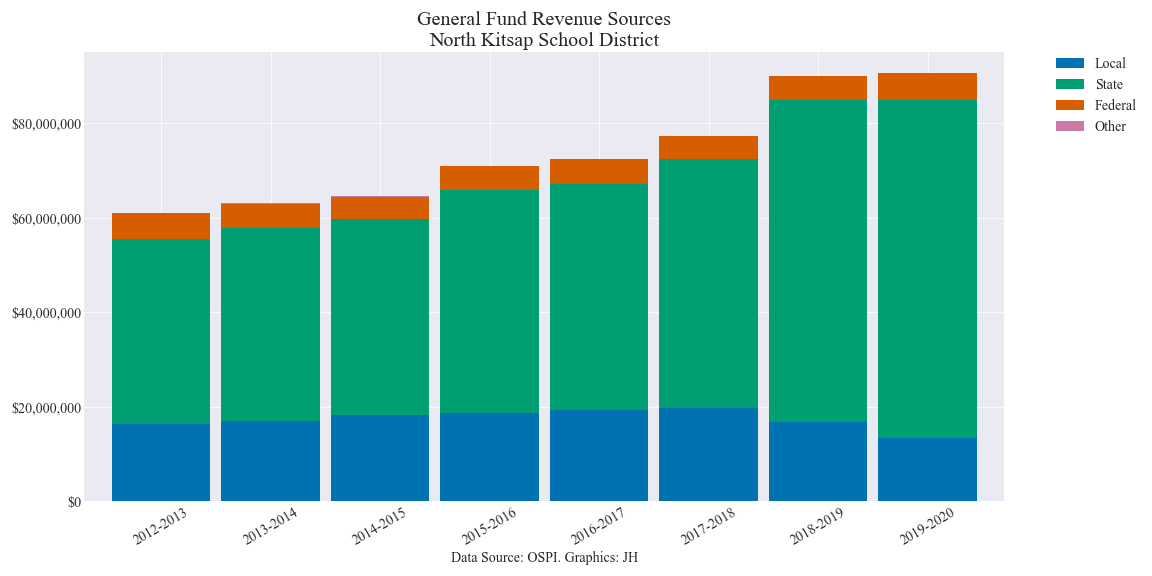 General Fund Revenue Sources
North Kitsap School District
Local
State
Federal
Other
$80,000,000
$60,000,000
$40,000,000
$20,000,000
$0
2012-2013
2013-2014
2014-2015
2015-2016
2016-2017
2017-2018
2018-2019
2019-2020
Data Source: OSPI. Graphics: JH